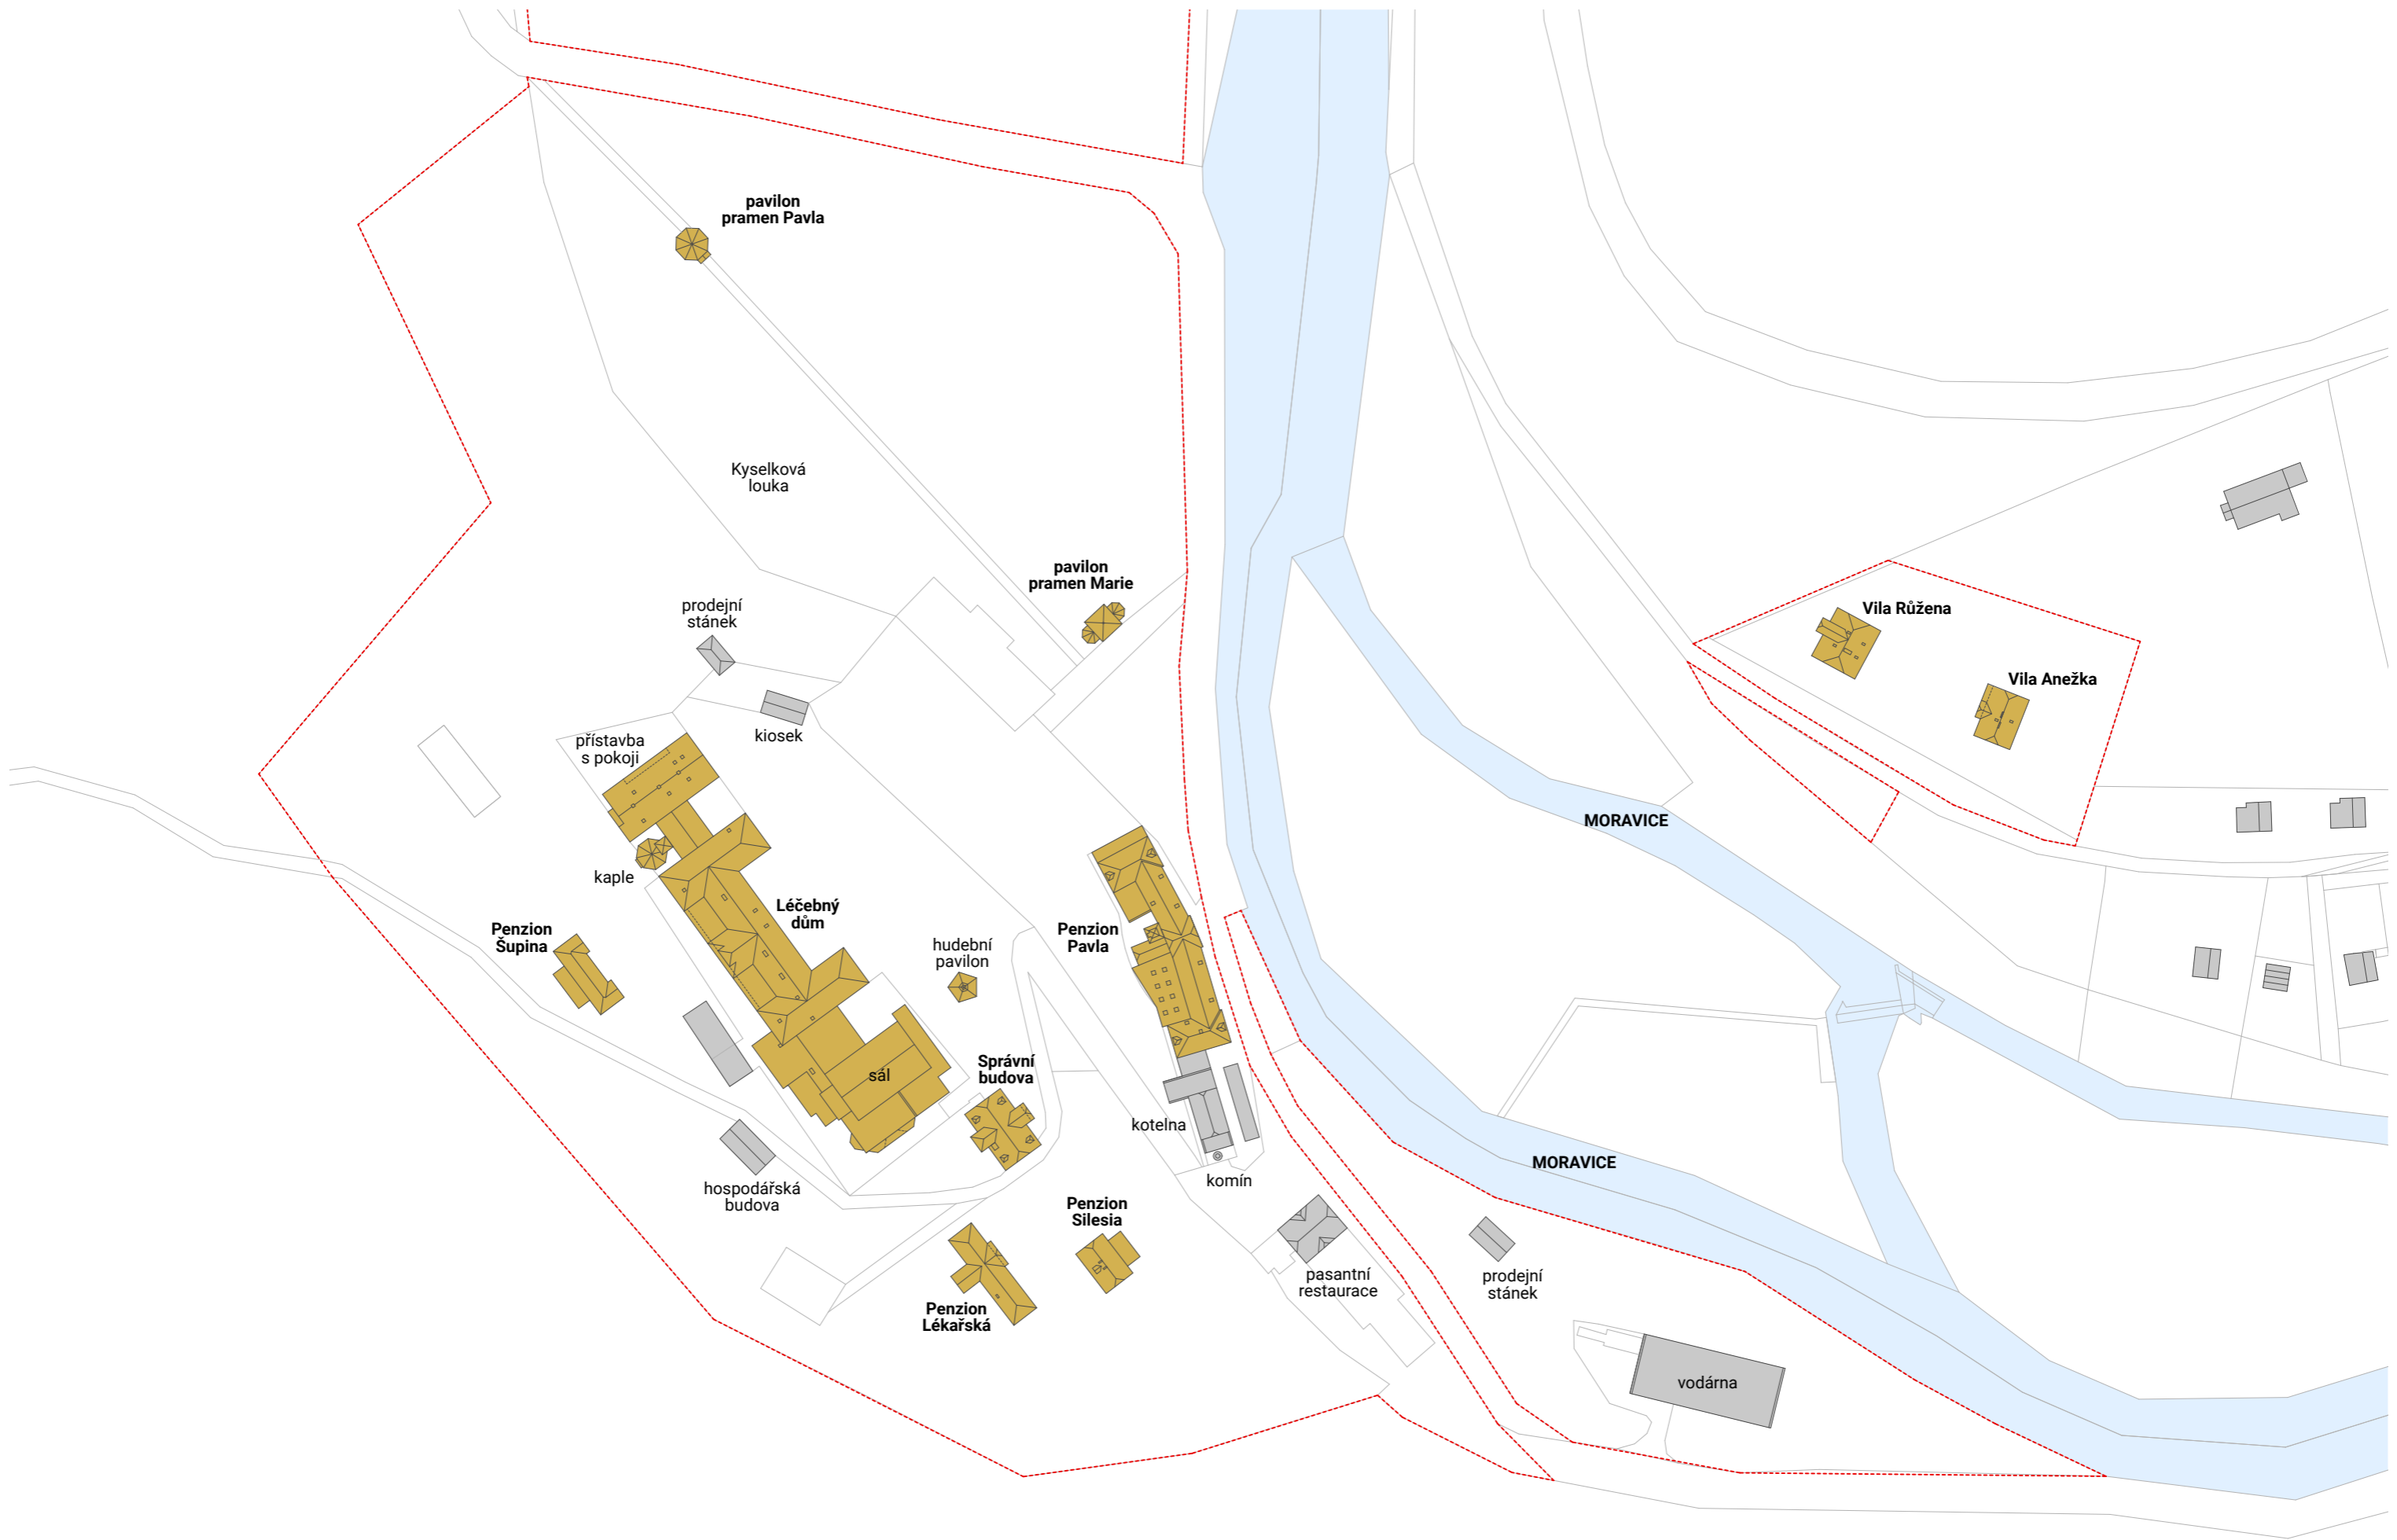 pavilon
pramen Pavla
Kyselková
louka
pavilon
pramen Marie
prodejní
stánek
Vila Růžena
Vila Anežka
kiosek
přístavba
s pokoji
MORAVICE
kaple
Léčebný
dům
Penzion
Šupina
Penzion
Pavla
hudební
pavilon
Správní
budova
sál
kotelna
MORAVICE
komín
hospodářská
budova
Penzion
Silesia
pasantní
restaurace
prodejní
stánek
Penzion
Lékařská
vodárna